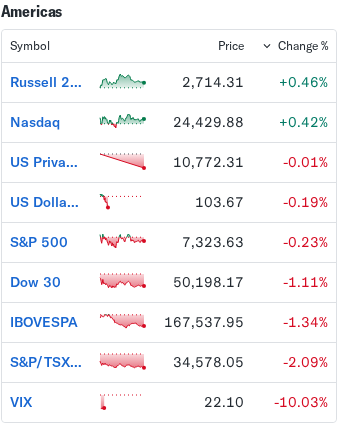 Americas
Symbol Price Change %
Russell 2... 2,714.31 +0.46%
Nasdaq 24,429.88 +0.42%
US Priva... 10,772.31 -0.01%
US Dolla... 103.67 -0.19%
S&P 500 7,323.63 -0.23%
Dow 30 50,198.17 -1.11%
IBOVESPA 167,537.95 -1.34%
S&P/TSX... 34,578.05 -2.09%
VIX 22.10 -10.03%